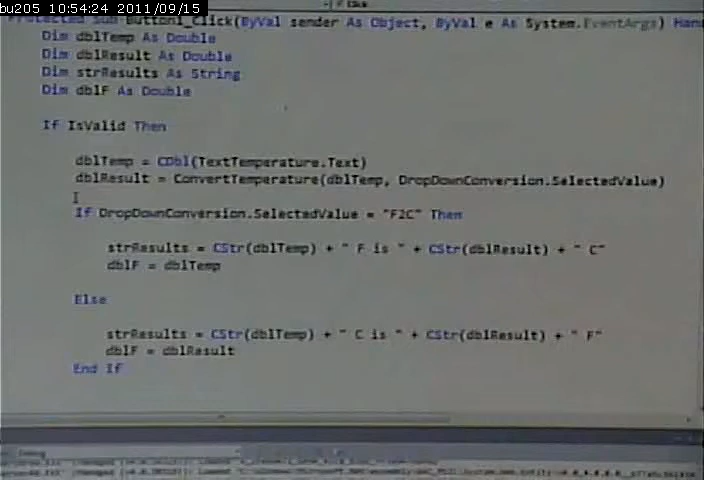 bu205 10:54:24 2011/09/15
Protected Sub Button1_Click(ByVal sender As Object, ByVal e As System.EventArgs) Han
Dim dblTemp As Double
Dim dblResult As Double
Dim strResults As String
Dim dblF As Double
If IsValid Then
dblTemp = CDbl(TextTemperature.Text)
dblResult = ConvertTemperature(dblTemp, DropDownConversion.SelectedValue)
If DropDownConversion.SelectedValue = "F2C" Then
strResults = CStr(dblTemp) + " F is " + CStr(dblResult) + " C"
dblF = dblTemp
Else
strResults = CStr(dblTemp) + " C is " + CStr(dblResult) + " F"
dblF = dblResult
End If